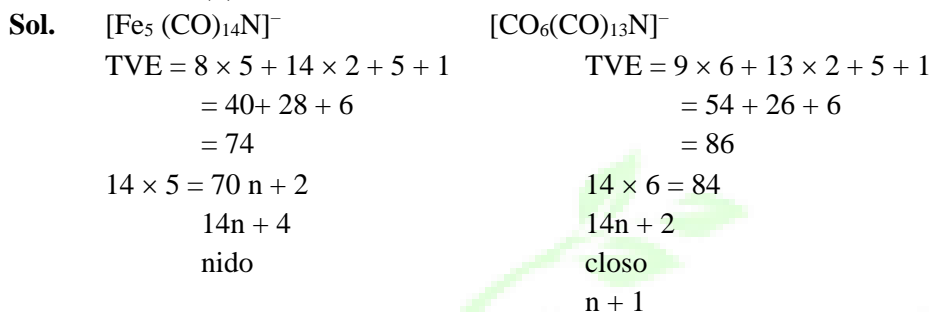 Sol. [Fe₅ (CO)₁₄N]⁻ [CO₆(CO)₁₃N]⁻
TVE = 8 × 5 + 14 × 2 + 5 + 1 TVE = 9 × 6 + 13 × 2 + 5 + 1
= 40+ 28 + 6 = 54 + 26 + 6
= 74 = 86
14 × 5 = 70 n + 2 14 × 6 = 84
14n + 4 14n + 2
nido closo
n + 1